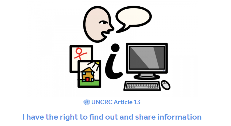 UNCRC Article 13
I have the right to find out and share information